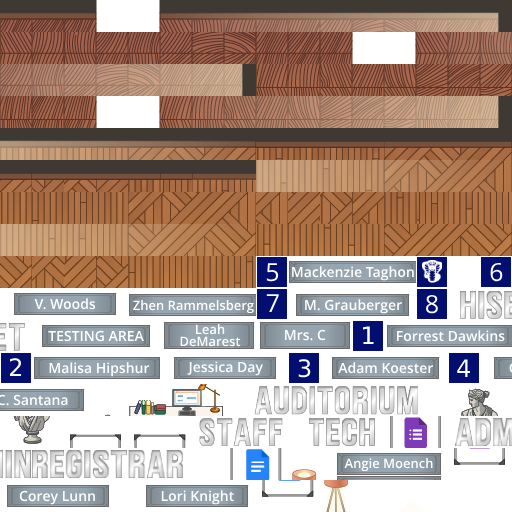 5 Mackenzie Taghon 6
V. Woods Zhen Rammelsberg 7 M. Grauberger 8 HISE
ET TESTING AREA Leah DeMarest Mrs. C 1 Forrest Dawkins
2 Malisa Hipshur Jessica Day 3 Adam Koester 4
C. Santana AUDITORIUM
STAFF TECH ADM
INREGISTRAR Angie Moench
Corey Lunn Lori Knight